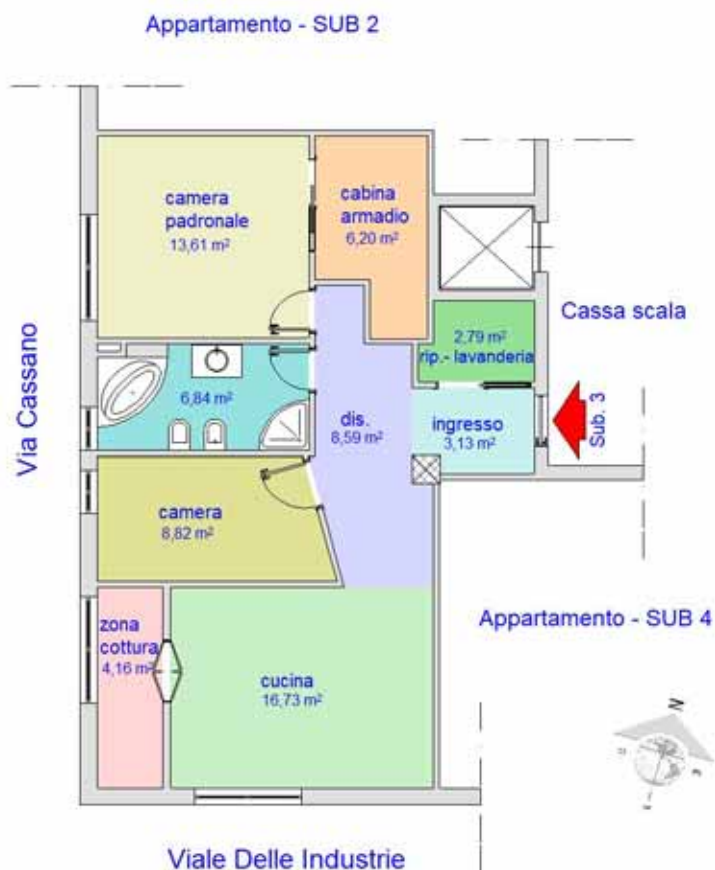 Appartamento - SUB 2
camera
padronale
13,61 m²
cabina
armadio
6,20 m²
Cassa scala
2,79 m²
rip.- lavanderia
Via Cassano
6,84 m²
dis.
8,59 m²
ingresso
3,13 m²
Sub. 3
camera
8,82 m²
Appartamento - SUB 4
zona
cottura
4,16 m²
cucina
16,73 m²
N
Viale Delle Industrie